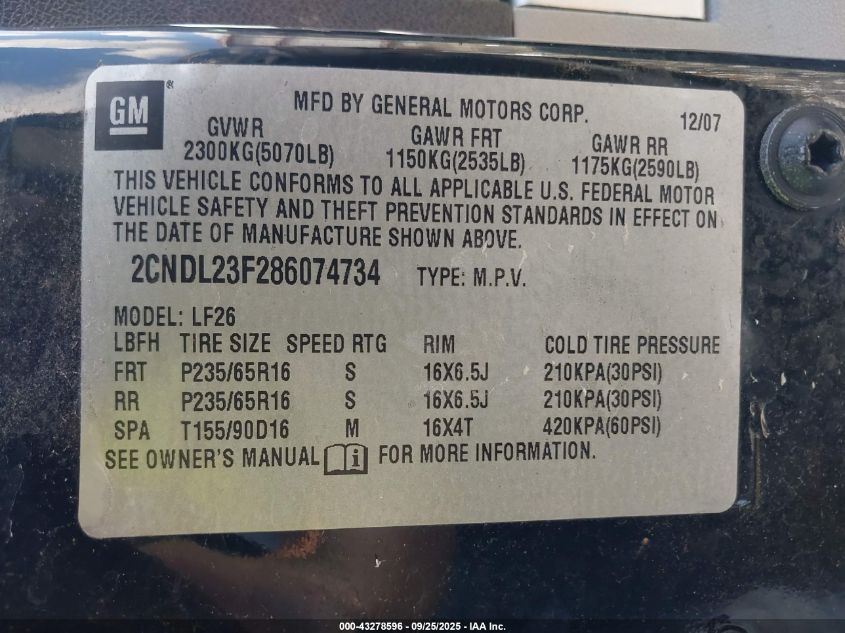 GM ® MFD BY GENERAL MOTORS CORP. 12/07
GVWR GAWR FRT GAWR RR
2300KG(5070LB) 1150KG(2535LB) 1175KG(2590LB)
THIS VEHICLE CONFORMS TO ALL APPLICABLE U.S. FEDERAL MOTOR
VEHICLE SAFETY AND THEFT PREVENTION STANDARDS IN EFFECT ON
THE DATE OF MANUFACTURE SHOWN ABOVE.
2CNDL23F286074734 TYPE: M.P.V.
MODEL: LF26
LBFH TIRE SIZE SPEED RTG RIM COLD TIRE PRESSURE
FRT P235/65R16 S 16X6.5J 210KPA(30PSI)
RR P235/65R16 S 16X6.5J 210KPA(30PSI)
SPA T155/90D16 M 16X4T 420KPA(60PSI)
SEE OWNER'S MANUAL i FOR MORE INFORMATION.
000-43278596 - 09/25/2025 - IAA Inc.